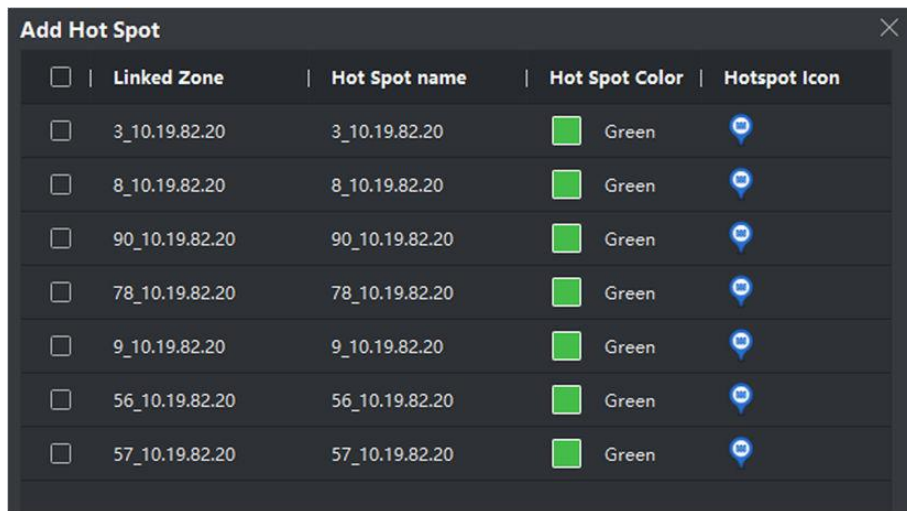 Add Hot Spot
Linked Zone | Hot Spot name | Hot Spot Color | Hotspot Icon
3_10.19.82.20 3_10.19.82.20 Green
8_10.19.82.20 8_10.19.82.20 Green
90_10.19.82.20 90_10.19.82.20 Green
78_10.19.82.20 78_10.19.82.20 Green
9_10.19.82.20 9_10.19.82.20 Green
56_10.19.82.20 56_10.19.82.20 Green
57_10.19.82.20 57_10.19.82.20 Green